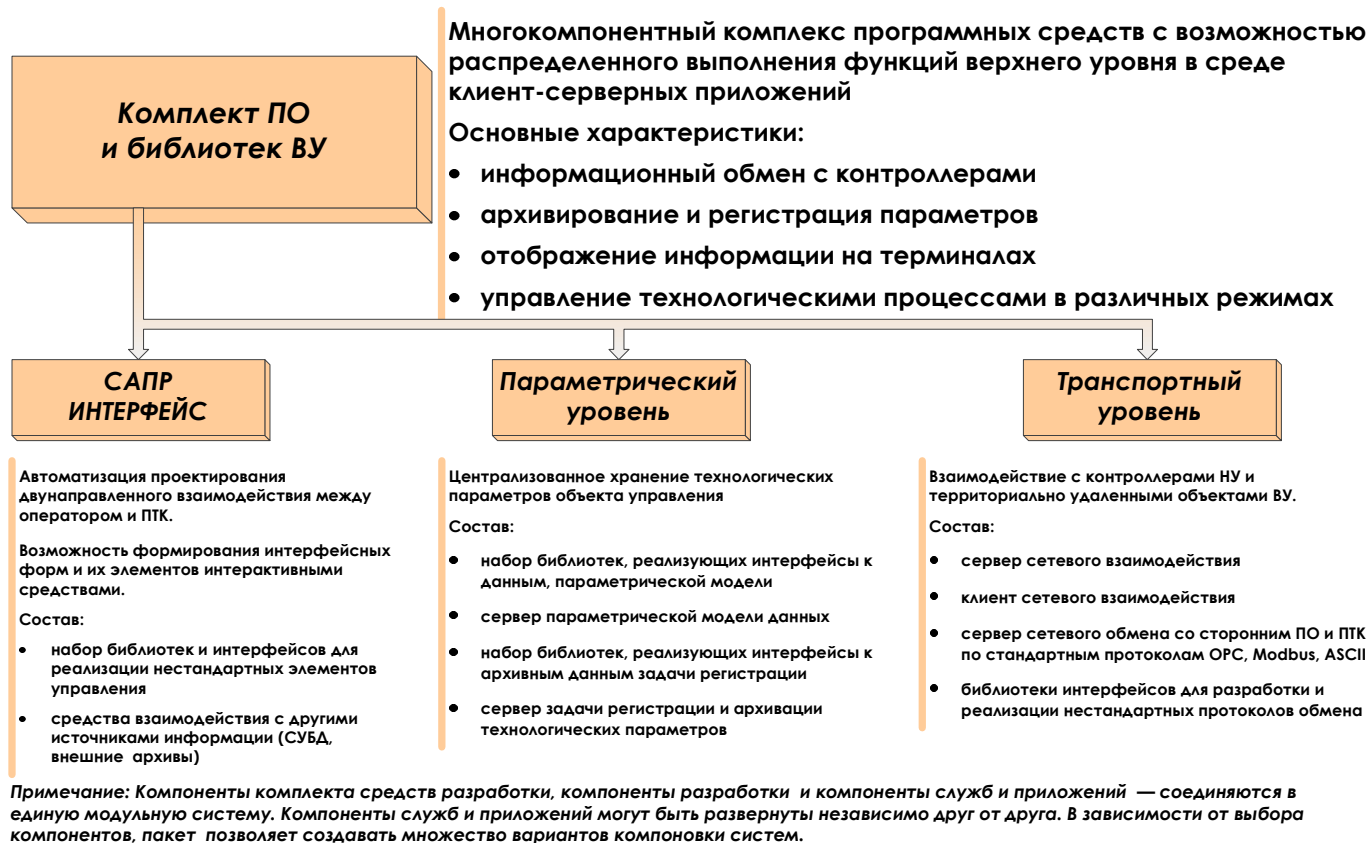 Комплект ПО
и библиотек ВУ
Многокомпонентный комплекс программных средств с возможностью
распределенного выполнения функций верхнего уровня в среде
клиент-серверных приложений
Основные характеристики:
• информационный обмен с контроллерами
• архивирование и регистрация параметров
• отображение информации на терминалах
• управление технологическими процессами в различных режимах
САПР
ИНТЕРФЕЙС
Автоматизация проектирования
двунаправленного взаимодействия между
оператором и ПТК.
Возможность формирования интерфейсных
форм и их элементов интерактивными
средствами.
Состав:
• набор библиотек и интерфейсов для
реализации нестандартных элементов
управления
• средства взаимодействия с другими
источниками информации (СУБД,
внешние архивы)
Параметрический
уровень
Централизованное хранение технологических
параметров объекта управления
Состав:
• набор библиотек, реализующих интерфейсы к
данным, параметрической модели
• сервер параметрической модели данных
• набор библиотек, реализующих интерфейсы к
архивным данным задачи регистрации
• сервер задачи регистрации и архивации
технологических параметров
Транспортный
уровень
Взаимодействие с контроллерами НУ и
территориально удаленными объектами ВУ.
Состав:
• сервер сетевого взаимодействия
• клиент сетевого взаимодействия
• сервер сетевого обмена со сторонним ПО и ПТК
по стандартным протоколам OPC, Modbus, ASCII
• библиотеки интерфейсов для разработки и
реализации нестандартных протоколов обмена
Примечание: Компоненты комплекта средств разработки, компоненты разработки и компоненты служб и приложений — соединяются в
единую модульную систему. Компоненты служб и приложений могут быть развернуты независимо друг от друга. В зависимости от выбора
компонентов, пакет позволяет создавать множество вариантов компоновки систем.